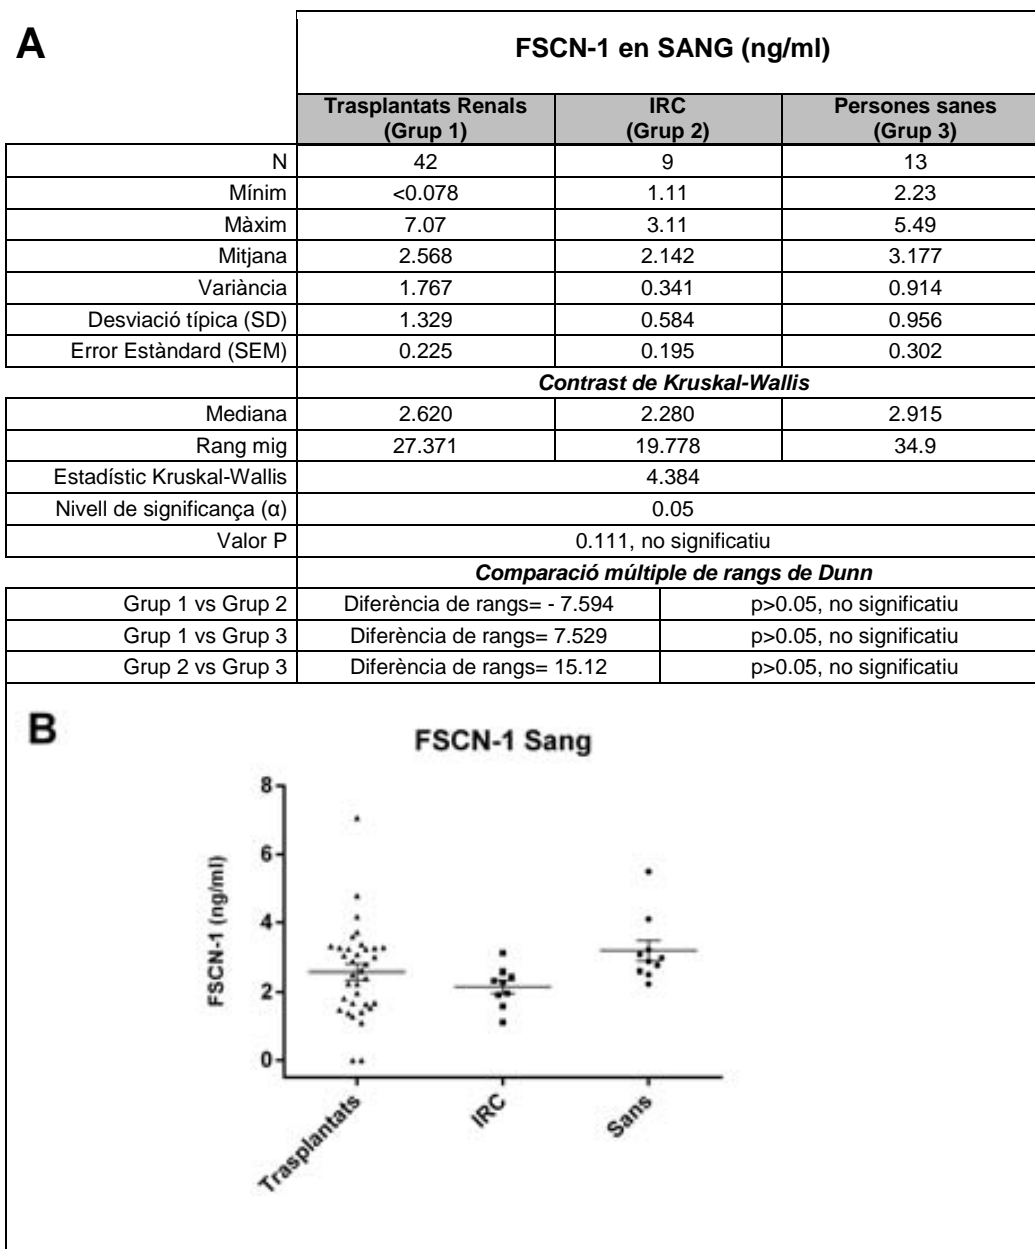 A
FSCN-1 en SANG (ng/ml)
Trasplantats Renals IRC Persones sanes
(Grup 1) (Grup 2) (Grup 3)
N 42 9 13
Mínim <0.078 1.11 2.23
Màxim 7.07 3.11 5.49
Mitjana 2.568 2.142 3.177
Variància 1.767 0.341 0.914
Desviació típica (SD) 1.329 0.584 0.956
Error Estàndard (SEM) 0.225 0.195 0.302
Contrast de Kruskal-Wallis
Mediana 2.620 2.280 2.915
Rang mig 27.371 19.778 34.9
Estadístic Kruskal-Wallis 4.384
Nivell de significança (α) 0.05
Valor P 0.111, no significatiu
Comparació múltiple de rangs de Dunn
Grup 1 vs Grup 2 Diferència de rangs= - 7.594 p>0.05, no significatiu
Grup 1 vs Grup 3 Diferència de rangs= 7.529 p>0.05, no significatiu
Grup 2 vs Grup 3 Diferència de rangs= 15.12 p>0.05, no significatiu
B
FSCN-1 Sang
FSCN-1 (ng/ml)
8
6
4
2
0
Trasplantats IRC Sans